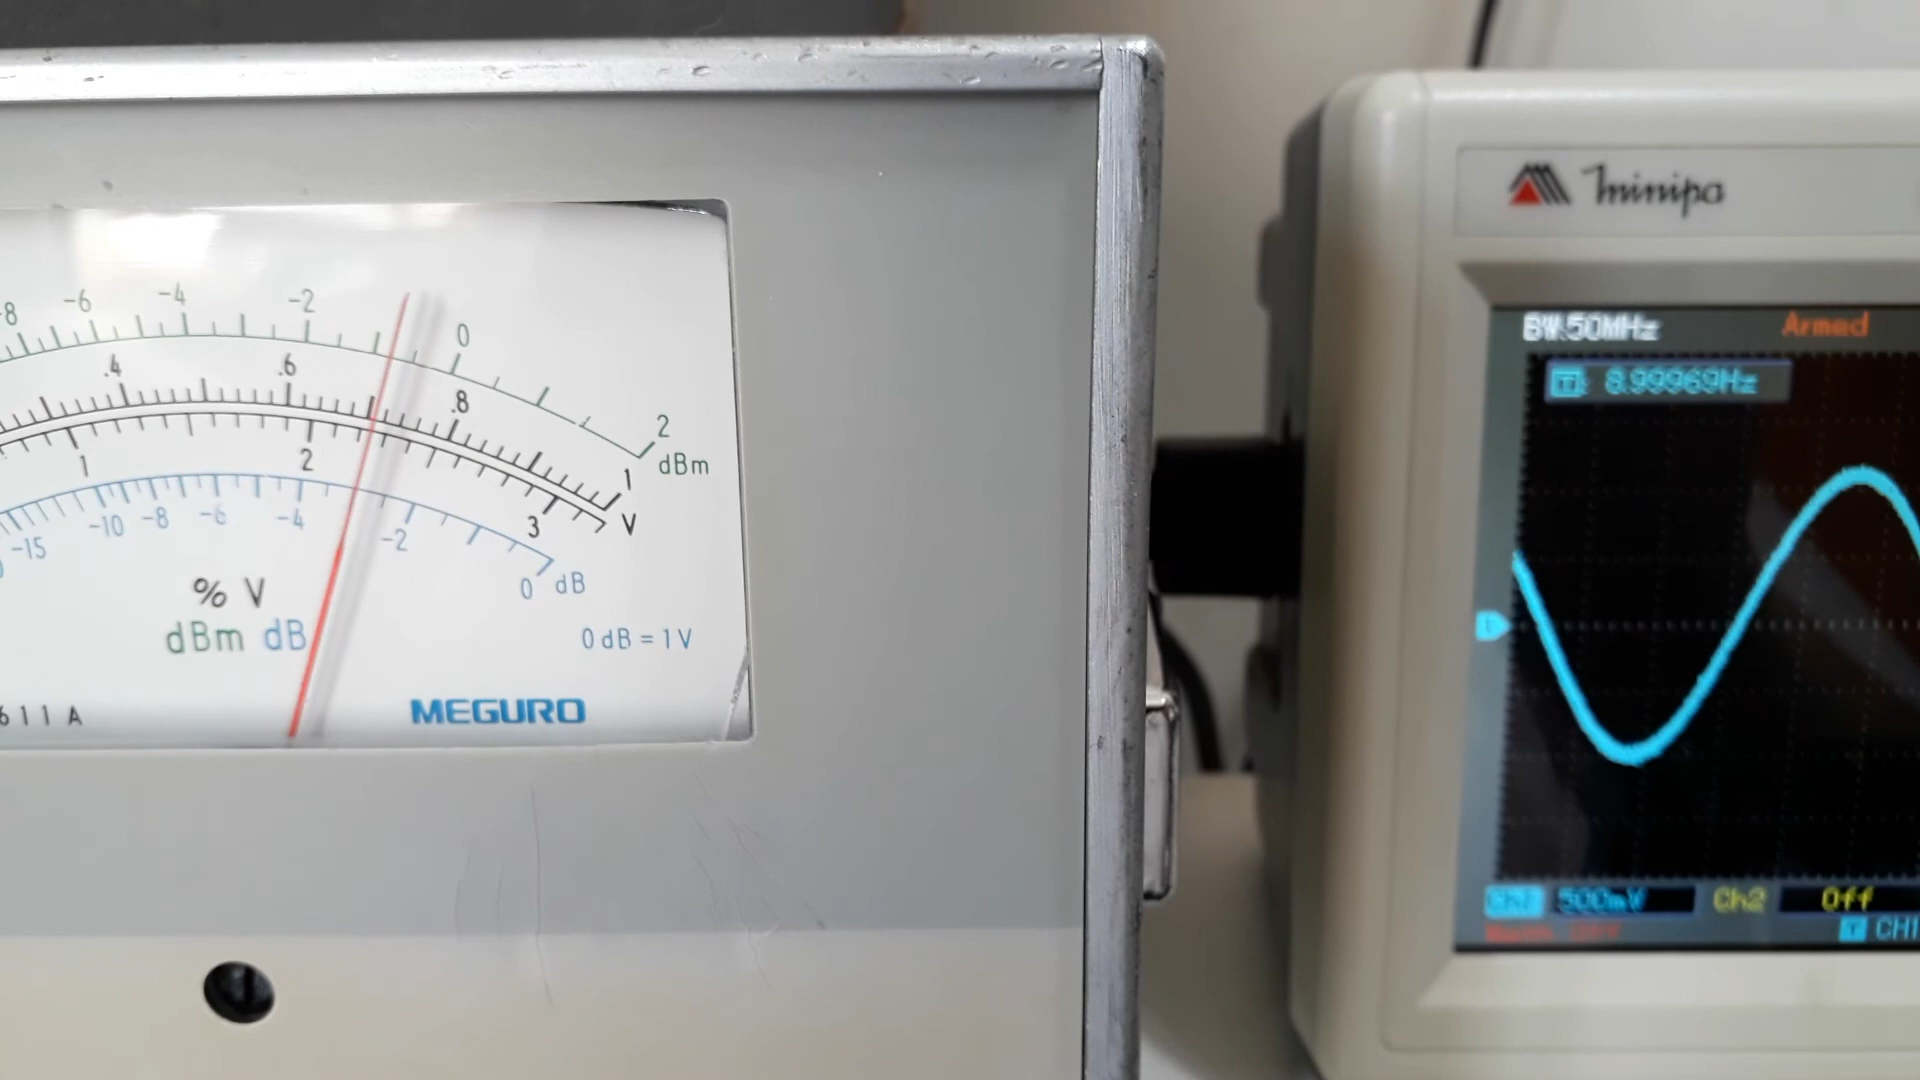 -8 -6 -4 -2 0 2
dBm
.4 .6 .8 1
V
1 2 3
-15 -10 -8 -6 -4 -2 0 dB
% V
dBm dB
0 dB = 1 V
611 A
MEGURO
minipa
BW:50MHz Armed
8.99969Hz
500mV Ch2 Off
CH1